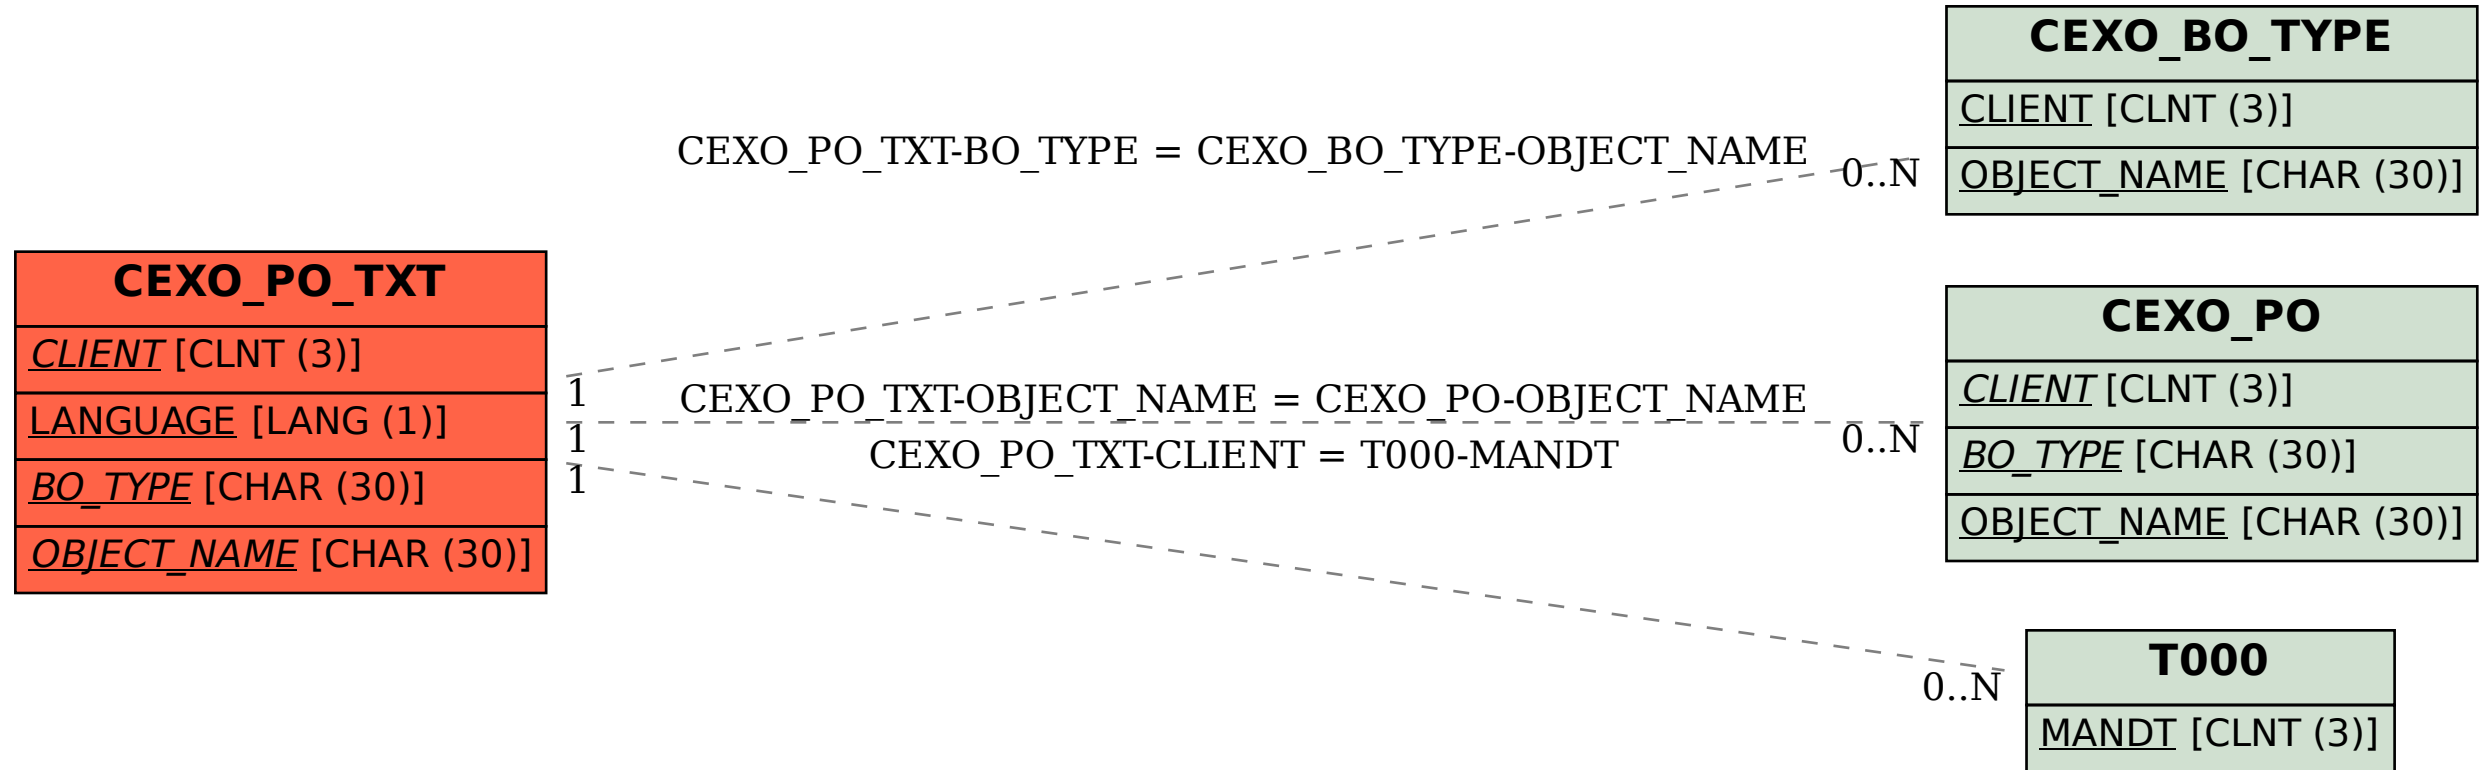 CEXO_BO_TYPE
CLIENT [CLNT (3)]
OBJECT_NAME [CHAR (30)]
CEXO_PO_TXT-BO_TYPE = CEXO_BO_TYPE-OBJECT_NAME
0..N
CEXO_PO_TXT
CLIENT [CLNT (3)]
LANGUAGE [LANG (1)]
BO_TYPE [CHAR (30)]
OBJECT_NAME [CHAR (30)]
1
CEXO_PO_TXT-OBJECT_NAME = CEXO_PO-OBJECT_NAME
1
0..N
CEXO_PO_TXT-CLIENT = T000-MANDT
1
0..N
CEXO_PO
CLIENT [CLNT (3)]
BO_TYPE [CHAR (30)]
OBJECT_NAME [CHAR (30)]
T000
MANDT [CLNT (3)]